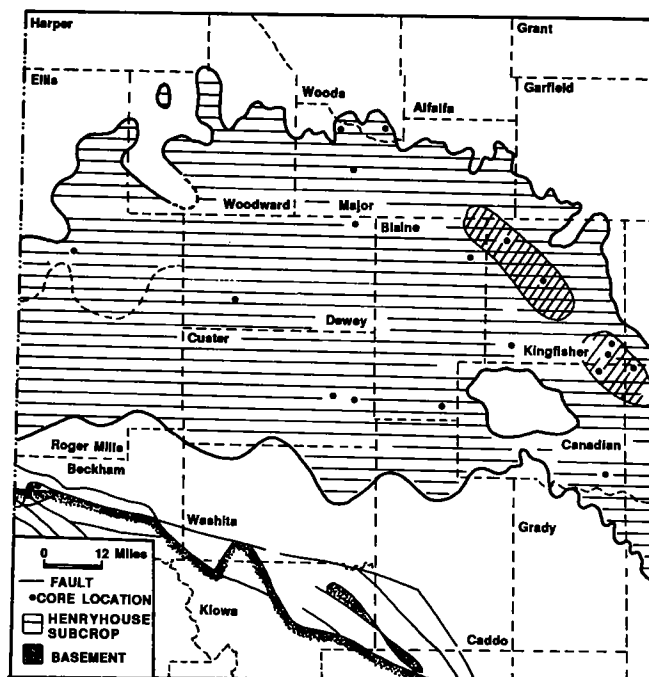 Harper
Grant
Ellis
Woods
Alfalfa
Garfield
Woodward
Major
Blaine
Dewey
Custer
Kingfisher
Canadian
Roger Mills
Beckham
Washita
Grady
Kiowa
Caddo
0 12 Miles
FAULT
CORE LOCATION
HENRYHOUSE
SUBCROP
BASEMENT